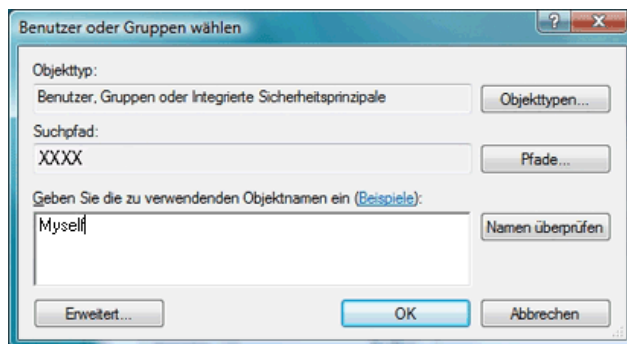 Benutzer oder Gruppen wählen
Objekttyp:
Benutzer, Gruppen oder Integrierte Sicherheitsprinzipale
Objekttypen...
Suchpfad:
XXXX
Pfade...
Geben Sie die zu verwendenden Objektnamen ein (Beispiele):
Myself
Namen überprüfen
Erweitert...
OK
Abbrechen